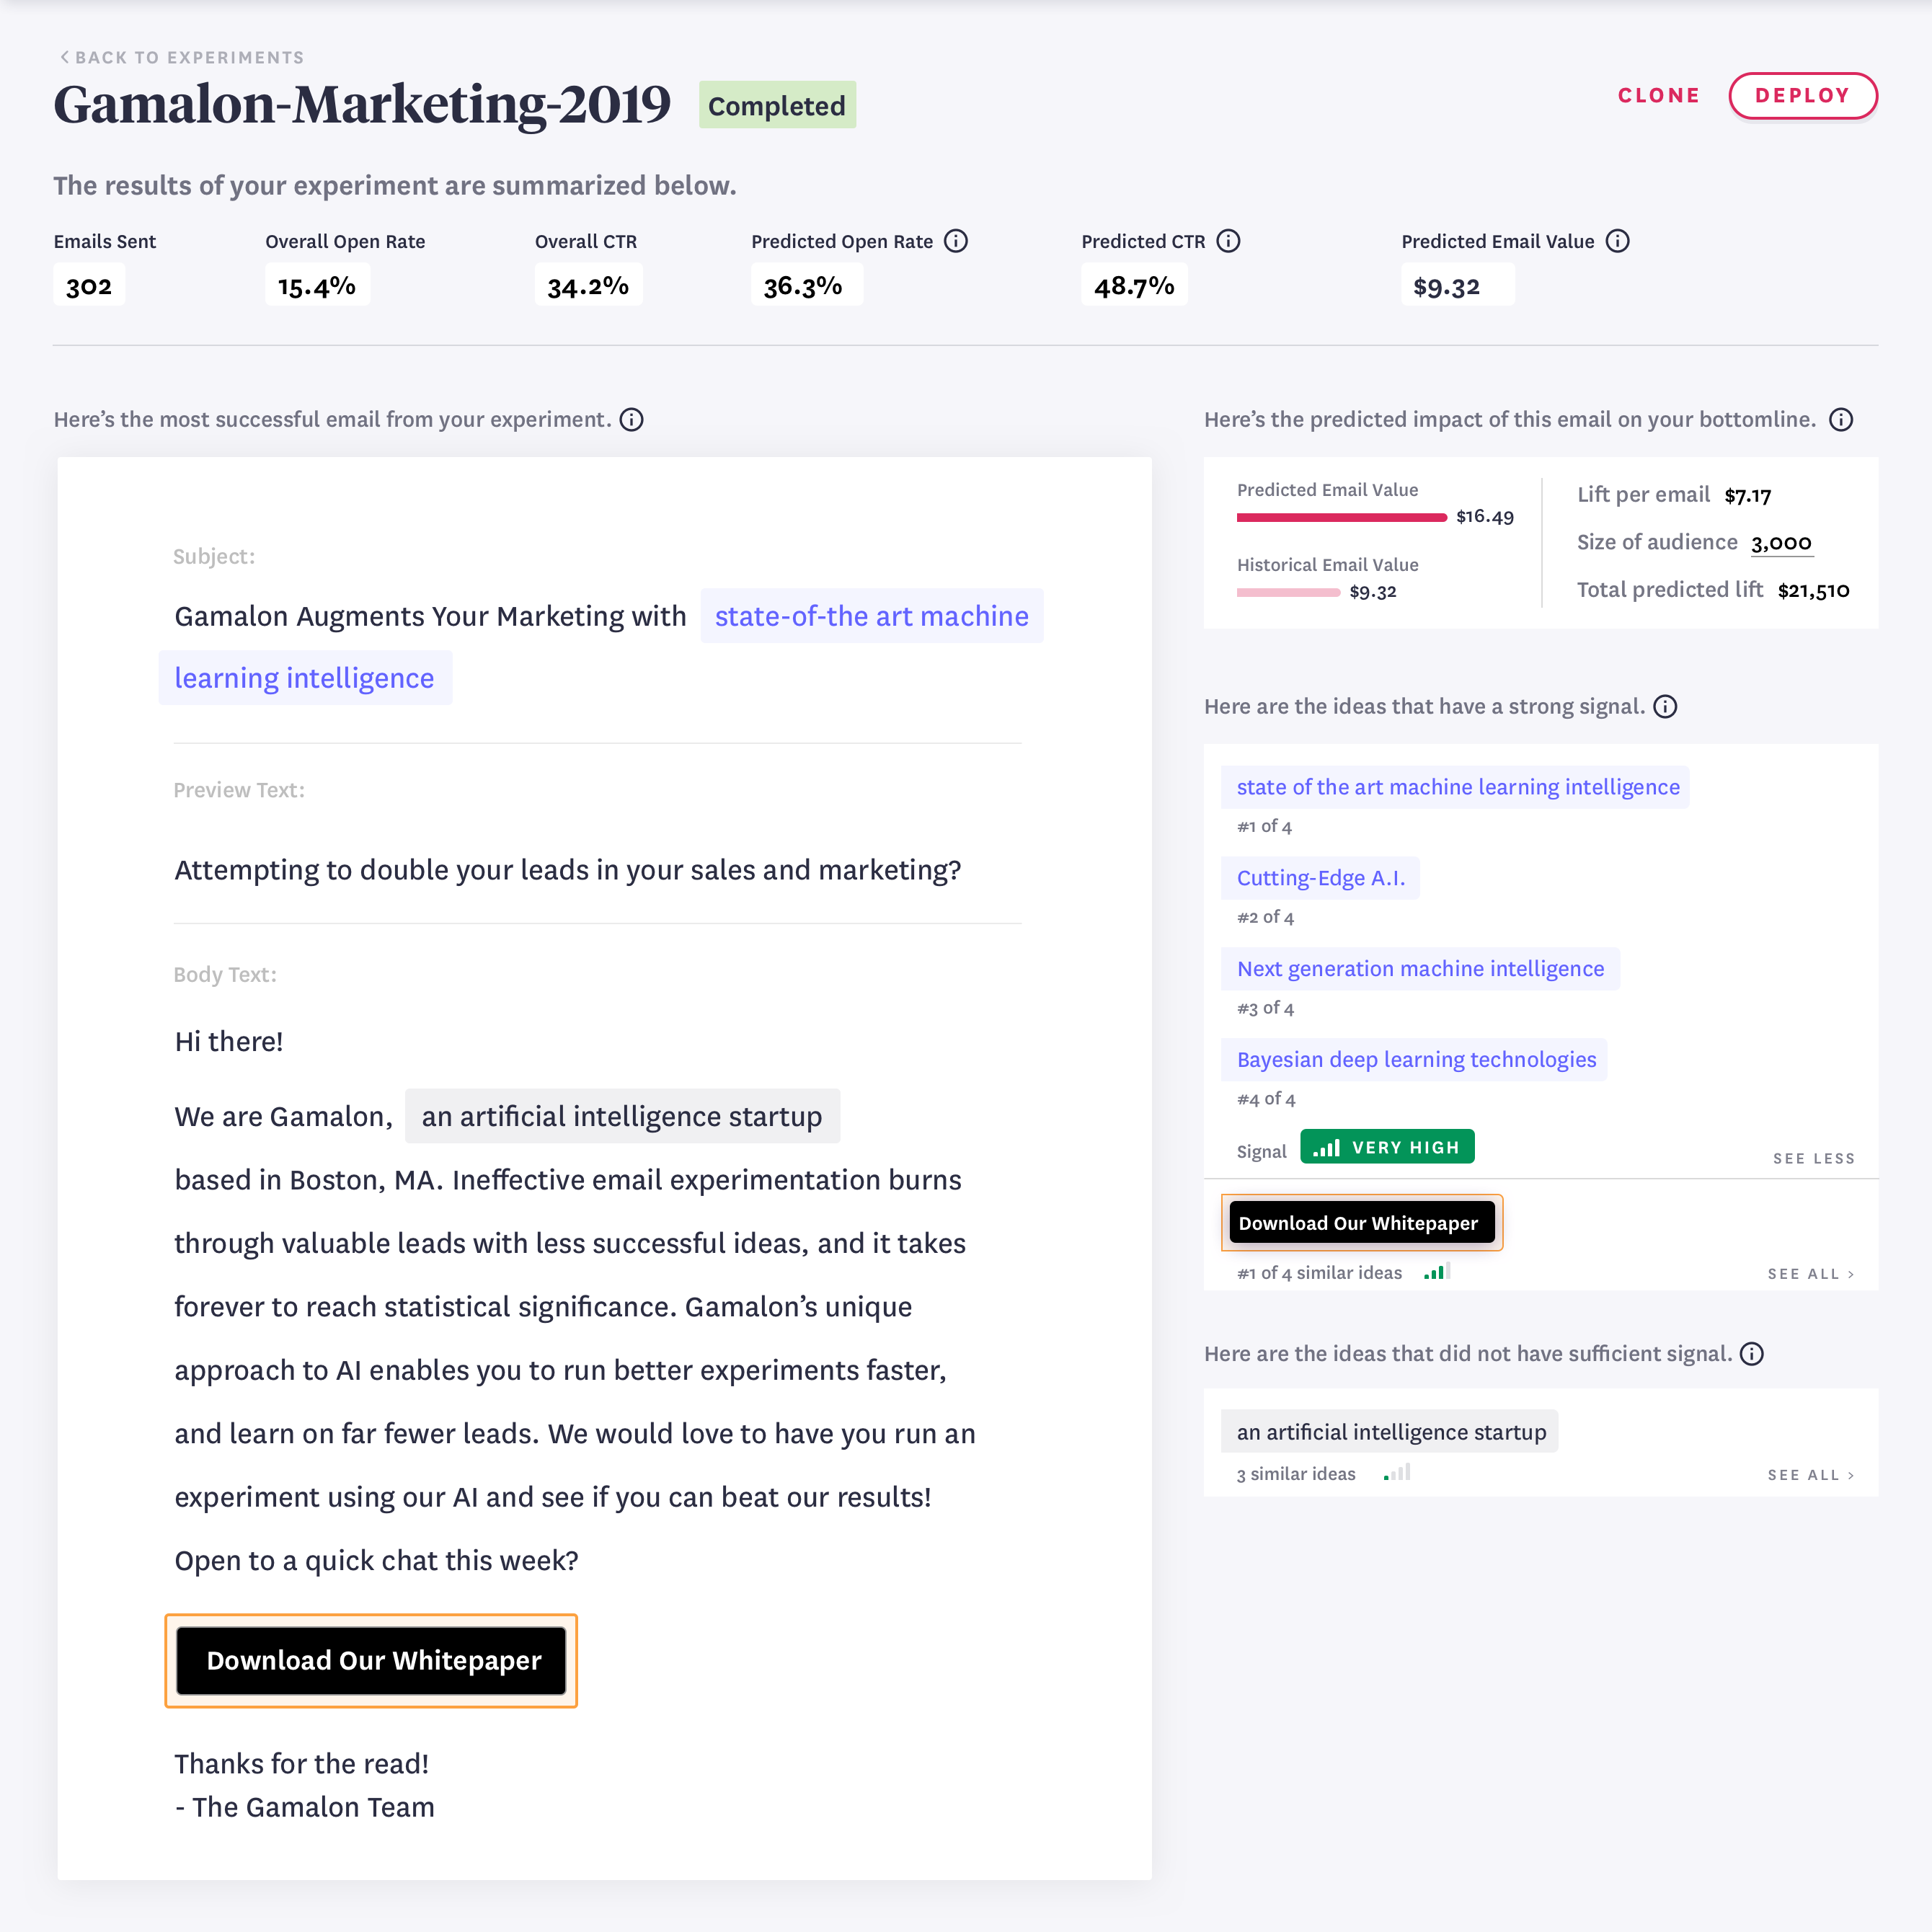 BACK TO EXPERIMENTS
Gamalon-Marketing-2019 Completed
CLONE DEPLOY
The results of your experiment are summarized below.
Emails Sent Overall Open Rate Overall CTR Predicted Open Rate Predicted CTR Predicted Email Value
302 15.4% 34.2% 36.3% 48.7% $9.32
Here’s the most successful email from your experiment.
Subject:
Gamalon Augments Your Marketing with state-of-the art machine
learning intelligence
Preview Text:
Attempting to double your leads in your sales and marketing?
Body Text:
Hi there!
We are Gamalon, an artificial intelligence startup
based in Boston, MA. Ineffective email experimentation burns
through valuable leads with less successful ideas, and it takes
forever to reach statistical significance. Gamalon’s unique
approach to AI enables you to run better experiments faster,
and learn on far fewer leads. We would love to have you run an
experiment using our AI and see if you can beat our results!
Open to a quick chat this week?
Download Our Whitepaper
Thanks for the read!
- The Gamalon Team
Here’s the predicted impact of this email on your bottomline.
Predicted Email Value
$16.49
Historical Email Value
$9.32
Lift per email $7.17
Size of audience 3,000
Total predicted lift $21,510
Here are the ideas that have a strong signal.
state of the art machine learning intelligence
#1 of 4
Cutting-Edge A.I.
#2 of 4
Next generation machine intelligence
#3 of 4
Bayesian deep learning technologies
#4 of 4
Signal VERY HIGH SEE LESS
Download Our Whitepaper
#1 of 4 similar ideas SEE ALL >
Here are the ideas that did not have sufficient signal.
an artificial intelligence startup
3 similar ideas SEE ALL >